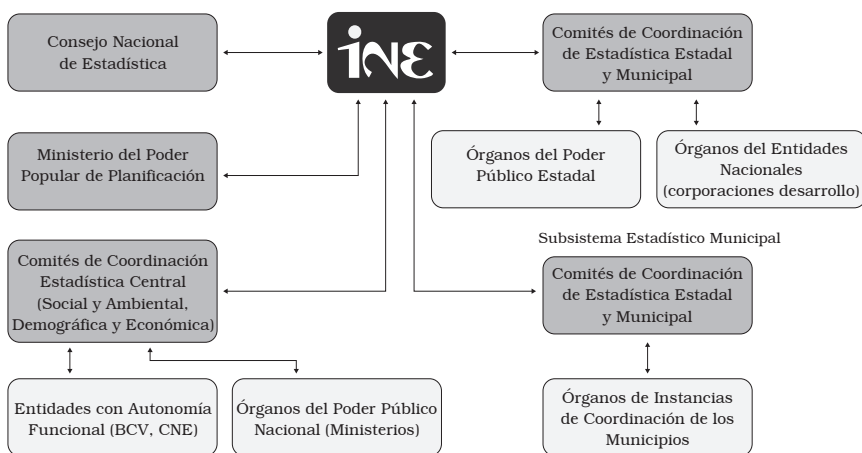 Consejo Nacional
de Estadística
iNE
Comités de Coordinación
de Estadística Estadal
y Municipal
Ministerio del Poder
Popular de Planificación
Órganos del Poder
Público Estadal
Órganos del Entidades
Nacionales
(corporaciones desarrollo)
Comités de Coordinación
Estadística Central
(Social y Ambiental,
Demográfica y Económica)
Subsistema Estadístico Municipal
Comités de Coordinación
de Estadística Estadal
y Municipal
Entidades con Autonomía
Funcional (BCV, CNE)
Órganos del Poder Público
Nacional (Ministerios)
Órganos de Instancias
de Coordinación de los
Municipios